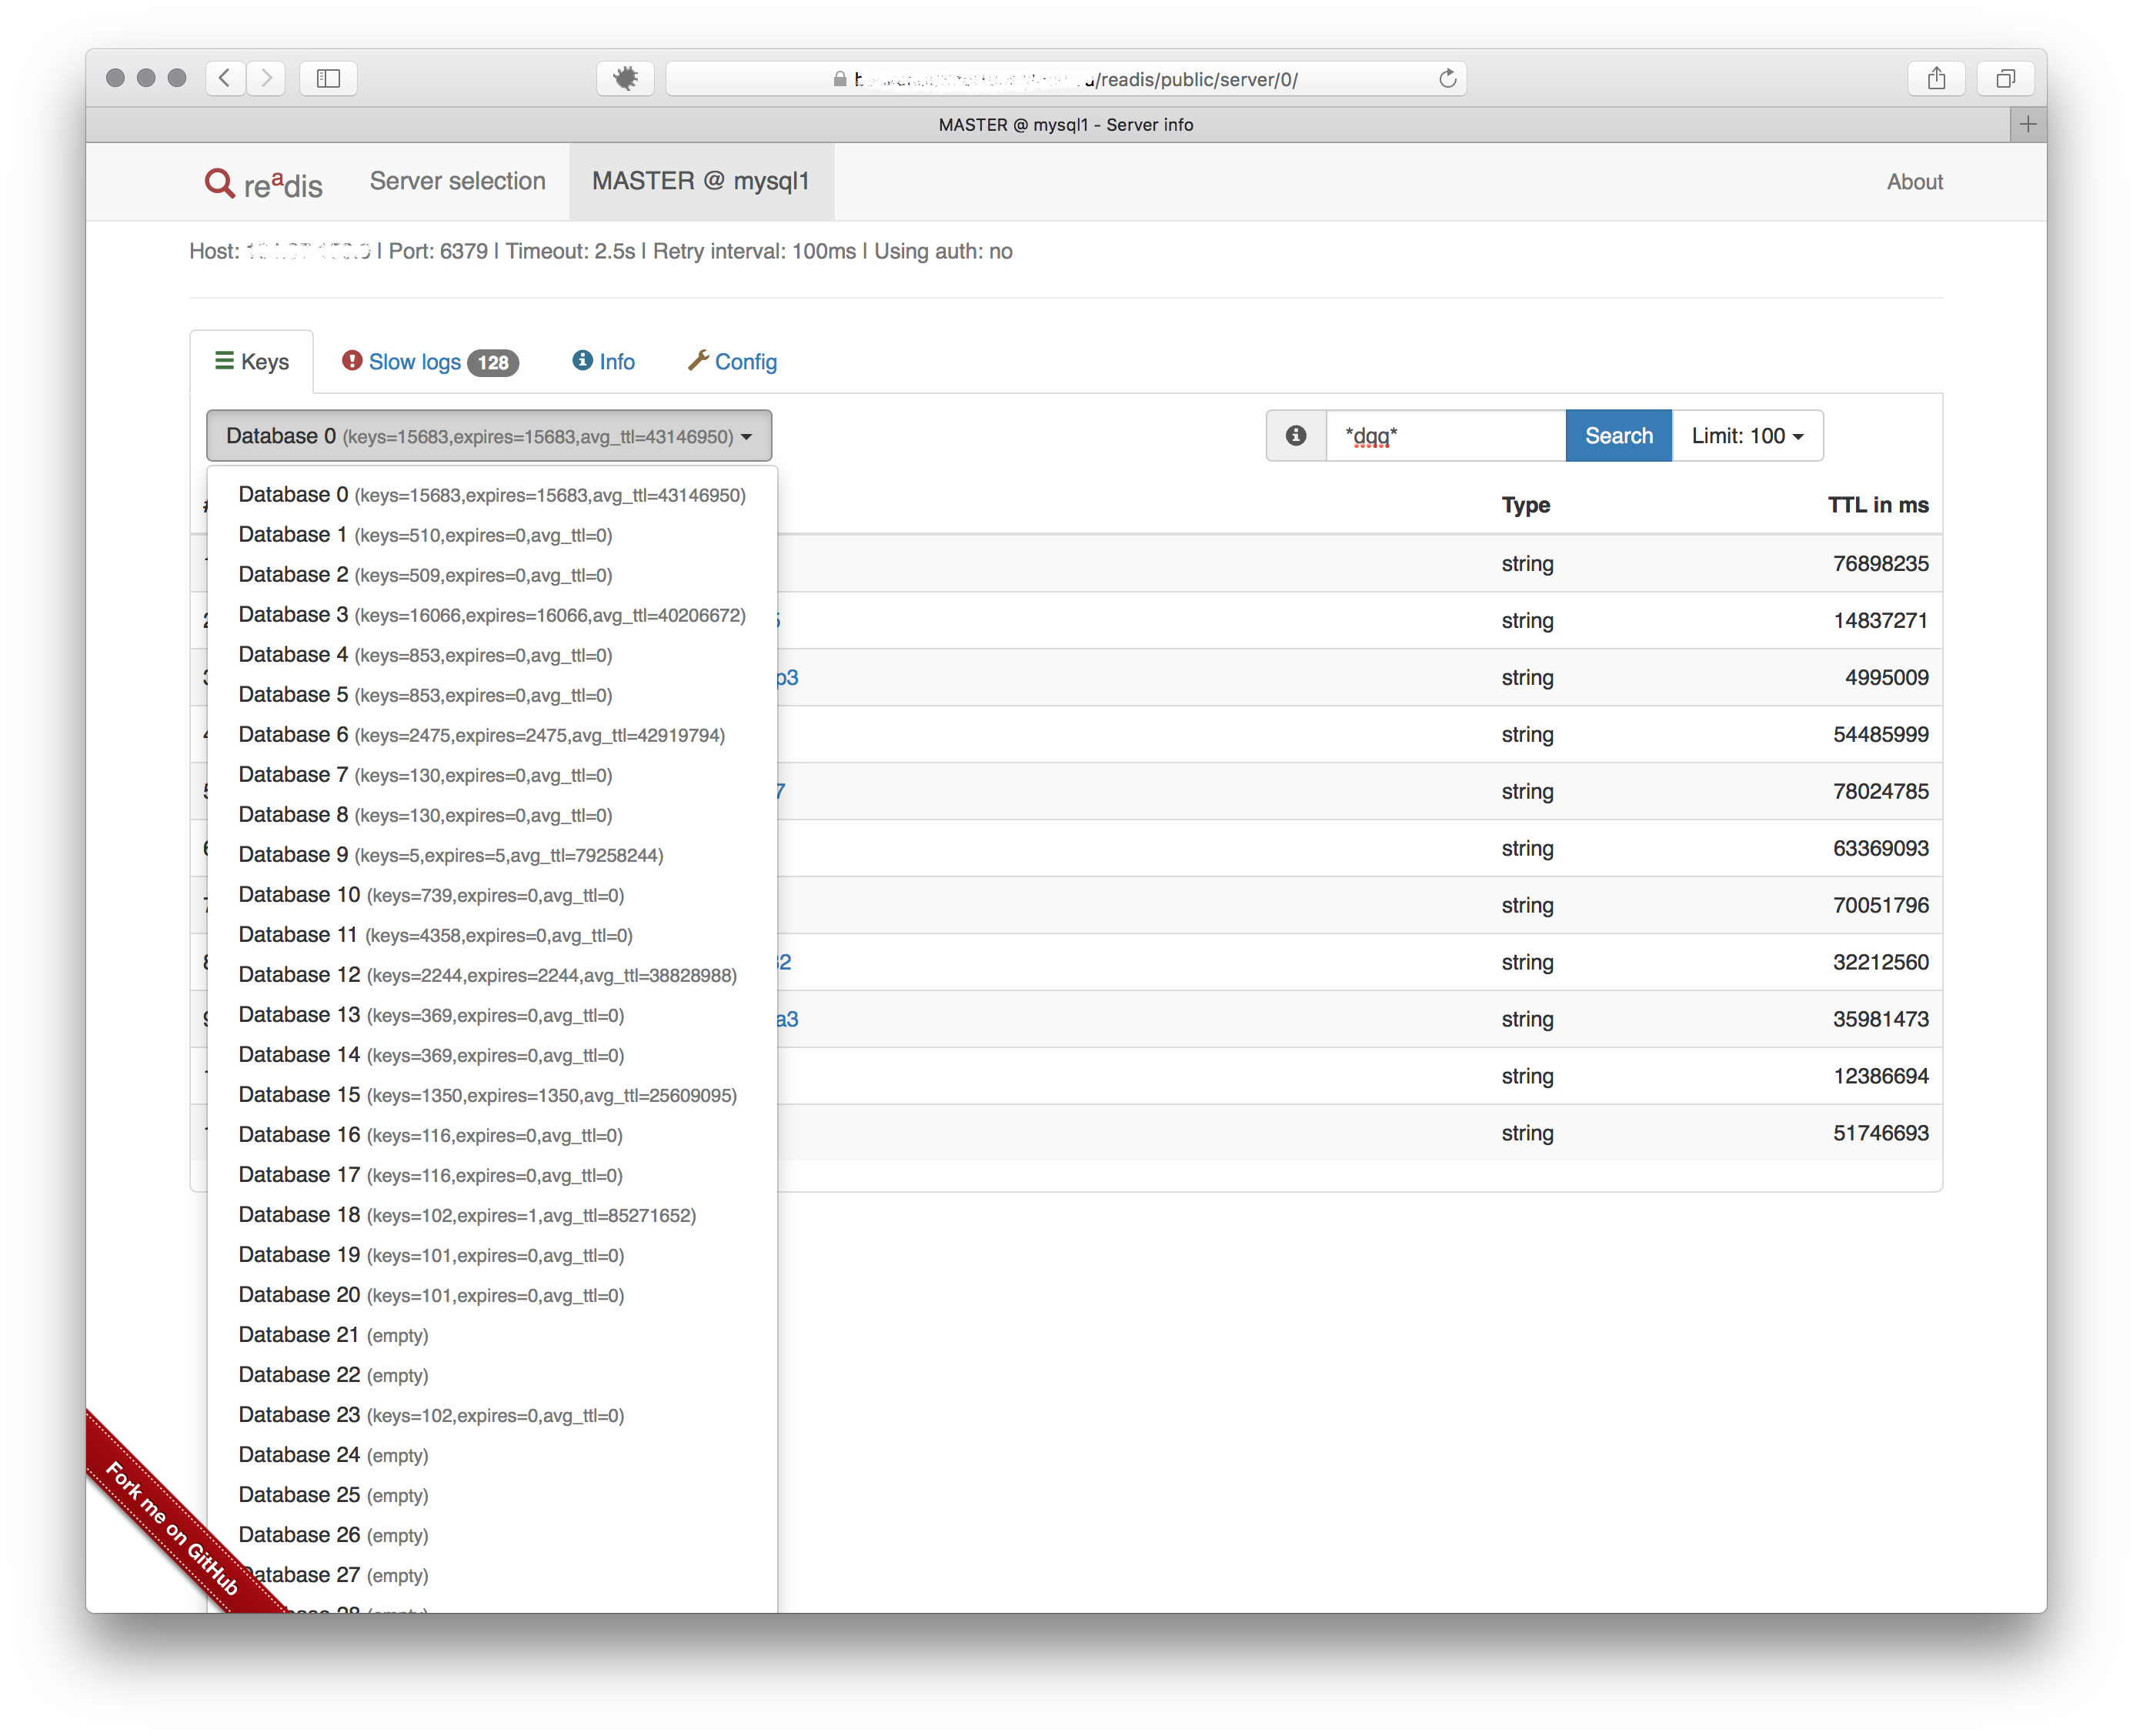 /readis/public/server/0/
MASTER @ mysql1 - Server info
readis Server selection MASTER @ mysql1 About
Host: | Port: 6379 | Timeout: 2.5s | Retry interval: 100ms | Using auth: no
Keys Slow logs 128 Info Config
Database 0 (keys=15683,expires=15683,avg_ttl=43146950) *dqq* Search Limit: 100
Database 0 (keys=15683,expires=15683,avg_ttl=43146950)
# Type TTL in ms
Database 1 (keys=510,expires=0,avg_ttl=0)
string 76898235
Database 2 (keys=509,expires=0,avg_ttl=0)
Database 3 (keys=16066,expires=16066,avg_ttl=40206672)
string 14837271
Database 4 (keys=853,expires=0,avg_ttl=0)
p3 string 4995009
Database 5 (keys=853,expires=0,avg_ttl=0)
Database 6 (keys=2475,expires=2475,avg_ttl=42919794)
string 54485999
Database 7 (keys=130,expires=0,avg_ttl=0)
7 string 78024785
Database 8 (keys=130,expires=0,avg_ttl=0)
Database 9 (keys=5,expires=5,avg_ttl=79258244)
string 63369093
Database 10 (keys=739,expires=0,avg_ttl=0)
string 70051796
Database 11 (keys=4358,expires=0,avg_ttl=0)
2 string 32212560
Database 12 (keys=2244,expires=2244,avg_ttl=38828988)
Database 13 (keys=369,expires=0,avg_ttl=0)
a3 string 35981473
Database 14 (keys=369,expires=0,avg_ttl=0)
string 12386694
Database 15 (keys=1350,expires=1350,avg_ttl=25609095)
Database 16 (keys=116,expires=0,avg_ttl=0)
string 51746693
Database 17 (keys=116,expires=0,avg_ttl=0)
Database 18 (keys=102,expires=1,avg_ttl=85271652)
Database 19 (keys=101,expires=0,avg_ttl=0)
Database 20 (keys=101,expires=0,avg_ttl=0)
Database 21 (empty)
Database 22 (empty)
Database 23 (keys=102,expires=0,avg_ttl=0)
Database 24 (empty)
Database 25 (empty)
Database 26 (empty)
atabase 27 (empty)
Fork me on GitHub